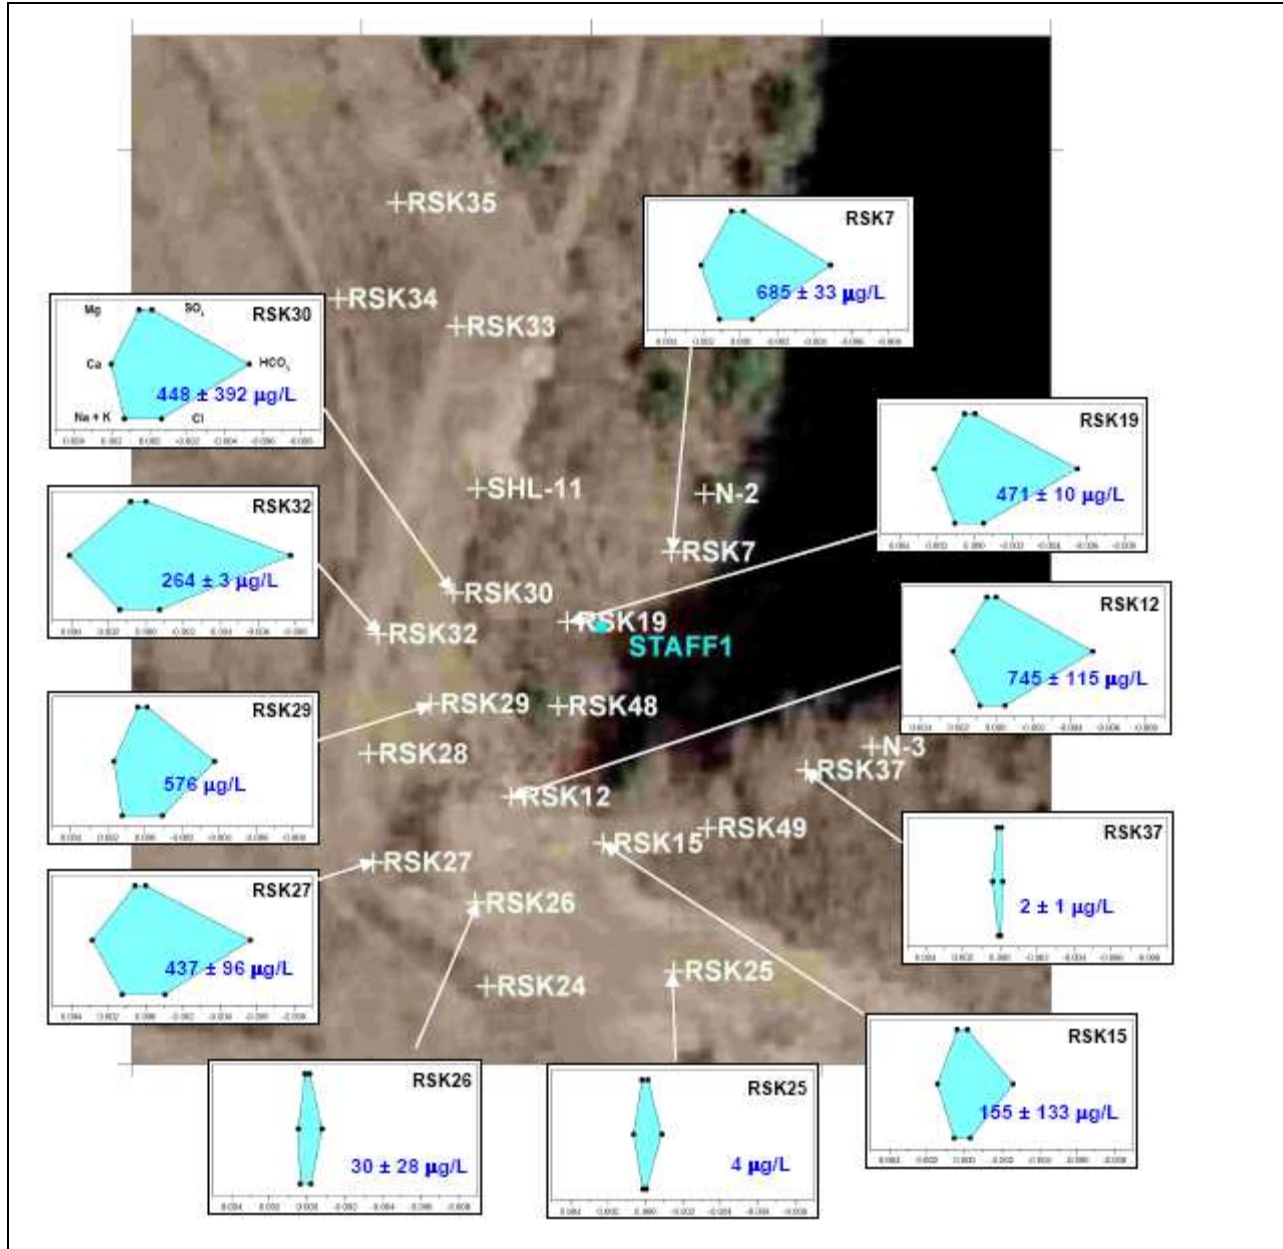 RSK35
RSK7
685 ± 33 µg/L
RSK34
RSK33
Mg
SO4
RSK30
Ca
HCO3
448 ± 392 µg/L
Na + K
Cl
RSK19
471 ± 10 µg/L
SHL-11
N-2
RSK32
264 ± 3 µg/L
RSK7
RSK30
RSK19
STAFF1
RSK32
RSK12
745 ± 115 µg/L
RSK29
576 µg/L
RSK29
RSK48
RSK28
N-3
RSK37
RSK12
RSK37
2 ± 1 µg/L
RSK49
RSK15
RSK27
RSK27
437 ± 96 µg/L
RSK26
RSK25
RSK24
RSK15
155 ± 133 µg/L
RSK26
30 ± 28 µg/L
RSK25
4 µg/L